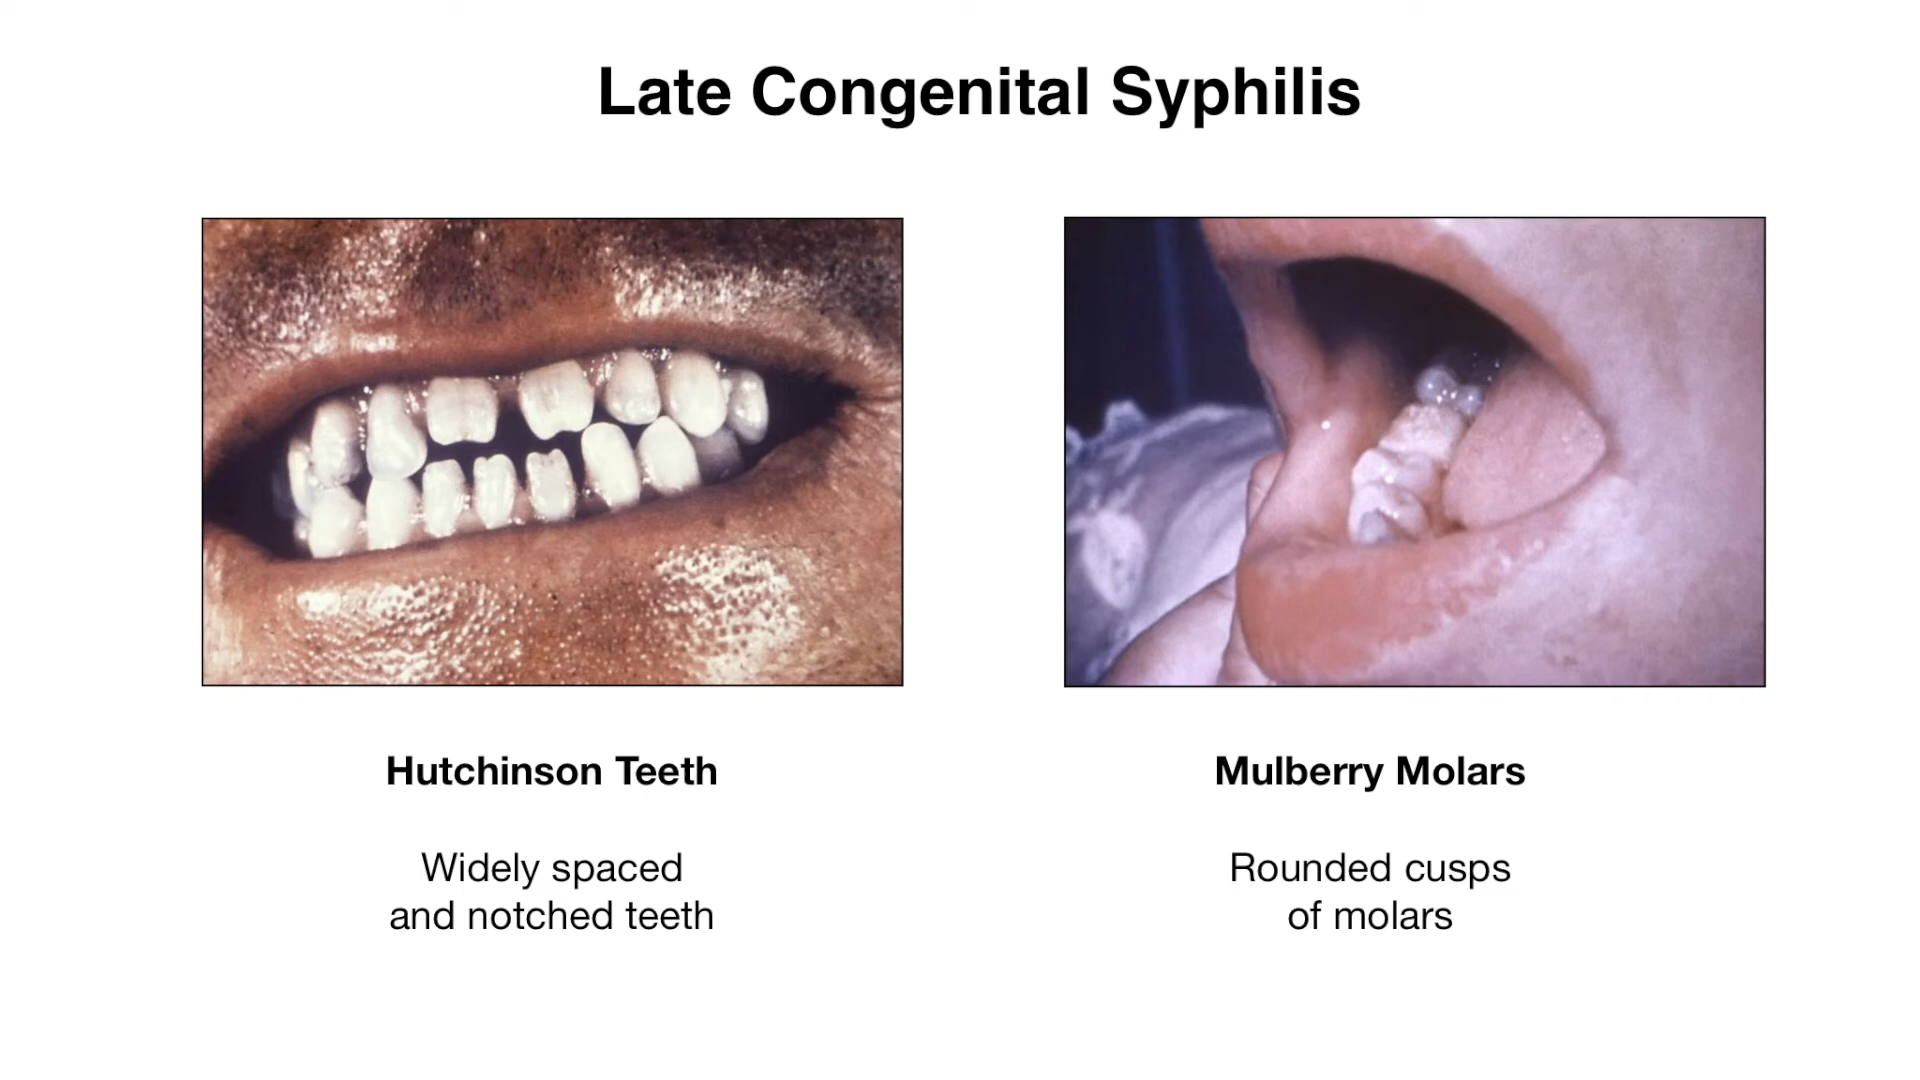 Late Congenital Syphilis
Hutchinson Teeth
Widely spaced
and notched teeth
Mulberry Molars
Rounded cusps
of molars